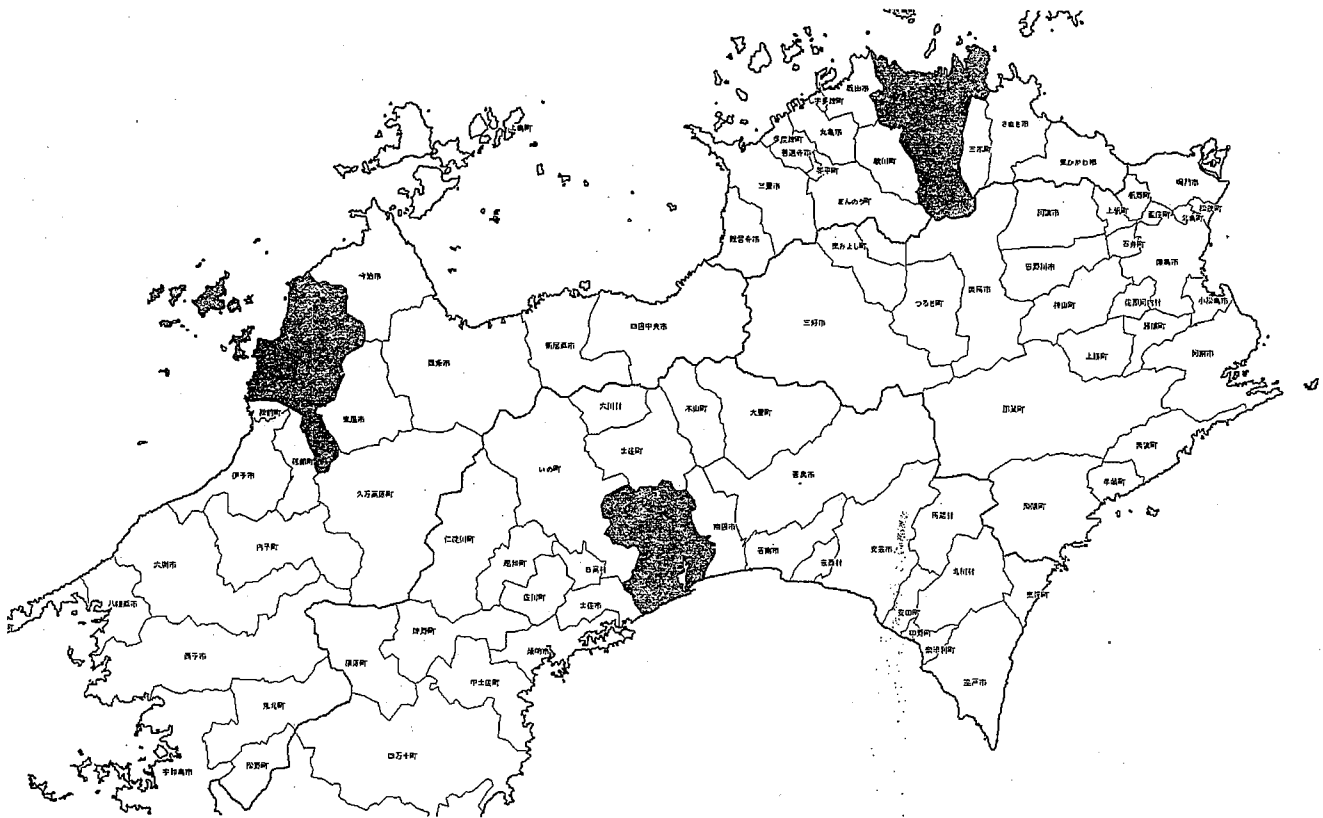 上島町
坂出市
宇多津町
丸亀市
多度津町
善通寺市
琴平町
綾川町
三木町
さぬき市
東かがわ市
三豊市
まんのう町
観音寺市
鳴門市
松茂町
北島町
藍住町
板野町
上板町
阿波市
石井町
徳島市
吉野川市
美馬市
つるぎ町
東みよし町
三好市
神山町
佐那河内村
小松島市
勝浦町
上勝町
阿南市
那賀町
美波町
牟岐町
海陽町
今治市
西条市
新居浜市
四国中央市
東温市
松前町
砥部町
伊予市
久万高原町
内子町
大洲市
八幡浜市
西予市
鬼北町
松野町
宇和島市
大川村
土佐町
本山町
大豊町
いの町
仁淀川町
越知町
佐川町
日高村
土佐市
須崎市
津野町
梼原町
中土佐町
四万十町
南国市
香美市
香南市
芸西村
安芸市
馬路村
北川村
安田町
田野町
奈半利町
室戸市
東洋町